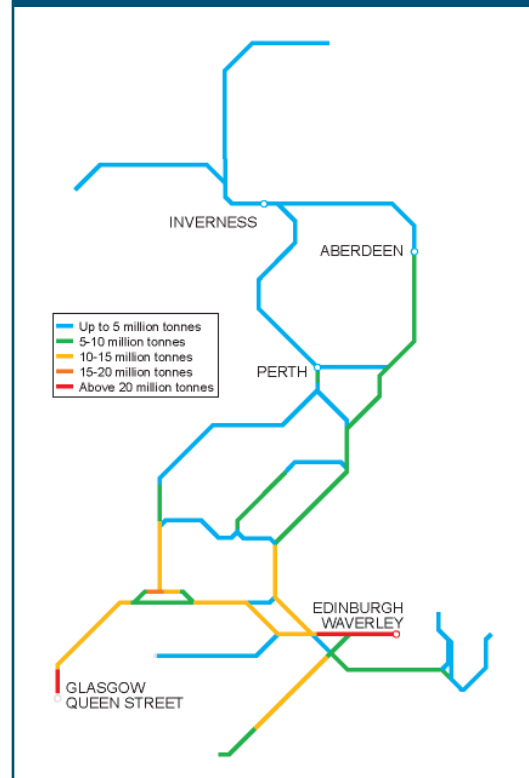 INVERNESS
ABERDEEN
Up to 5 million tonnes
5-10 million tonnes
10-15 million tonnes
15-20 million tonnes
Above 20 million tonnes
PERTH
EDINBURGH
WAVERLEY
GLASGOW
QUEEN STREET